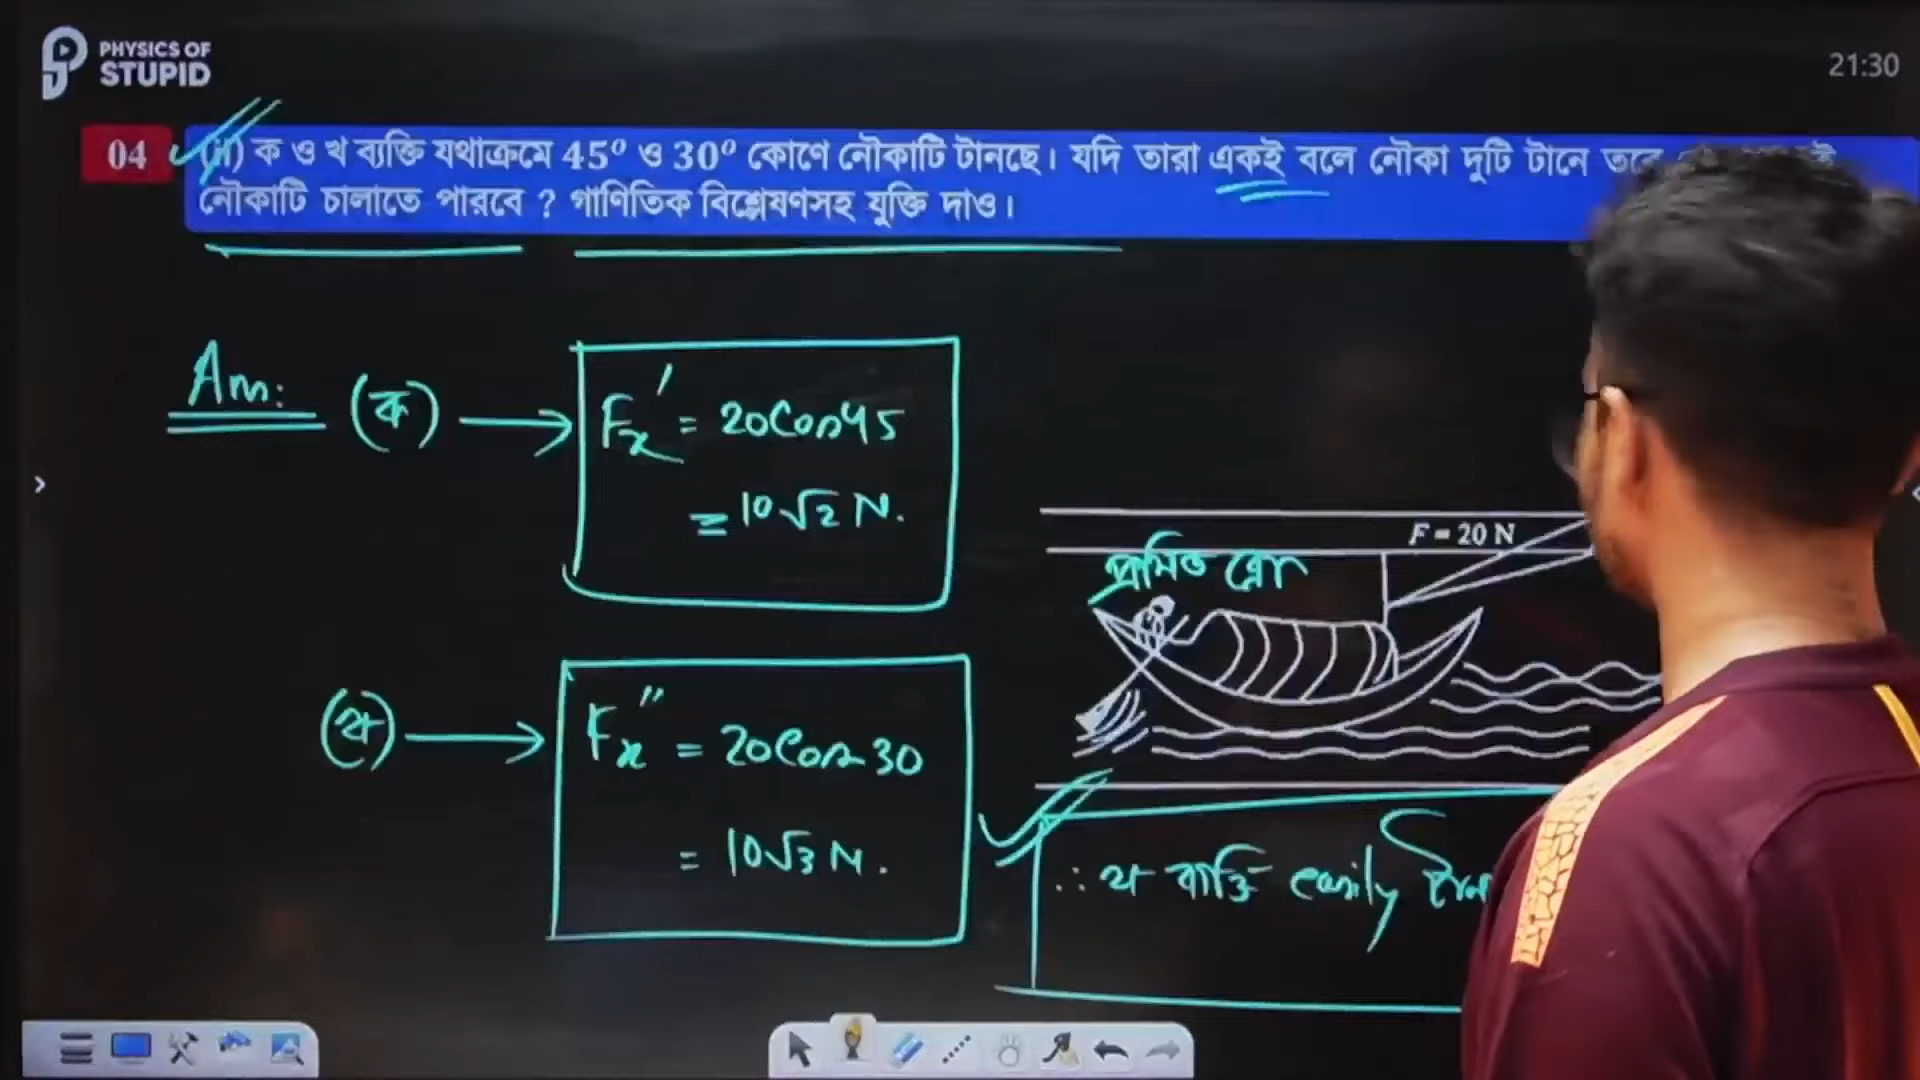 PHYSICS OF
STUPID
21:30
04
(ii) ক ও খ ব্যক্তি যথাক্রমে 45° ও 30° কোণে নৌকাটি টানছে। যদি তারা একই বলে নৌকা দুটি টানে তবে
নৌকাটি চালাতে পারবে ? গাণিতিক বিশ্লেষণসহ যুক্তি দাও।
Ans: (ক) → Fx′ = 20Cos45
= 10√2 N.
F = 20 N
(খ) → Fx″ = 20Cos30
= 10√3 N.
∴ খ ব্যক্তি easily